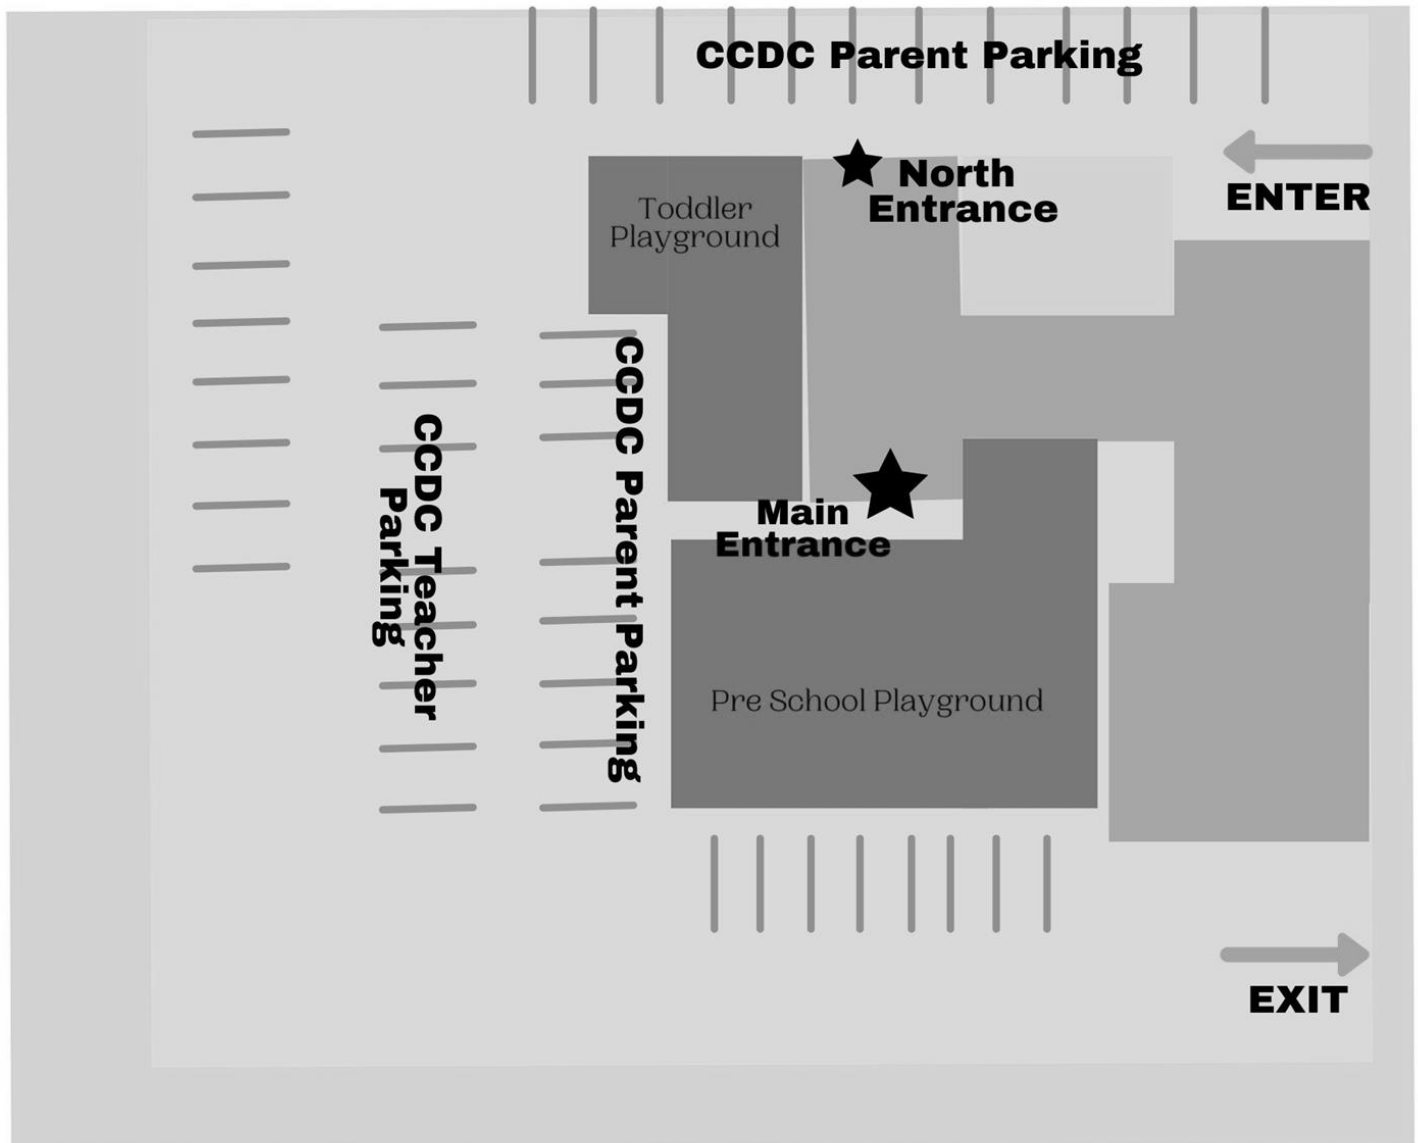 CCDC Parent Parking
North
Entrance
ENTER
Toddler
Playground
CCDC Teacher
Parking
CCDC Parent Parking
Main
Entrance
Pre School Playground
EXIT